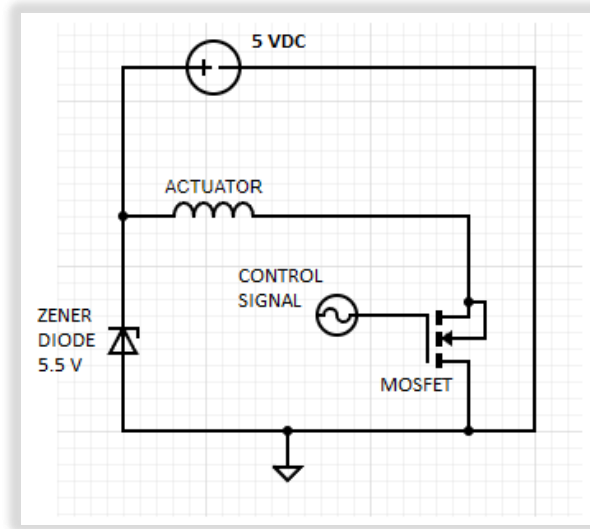 5 VDC
ACTUATOR
CONTROL
SIGNAL
ZENER
DIODE
5.5 V
MOSFET